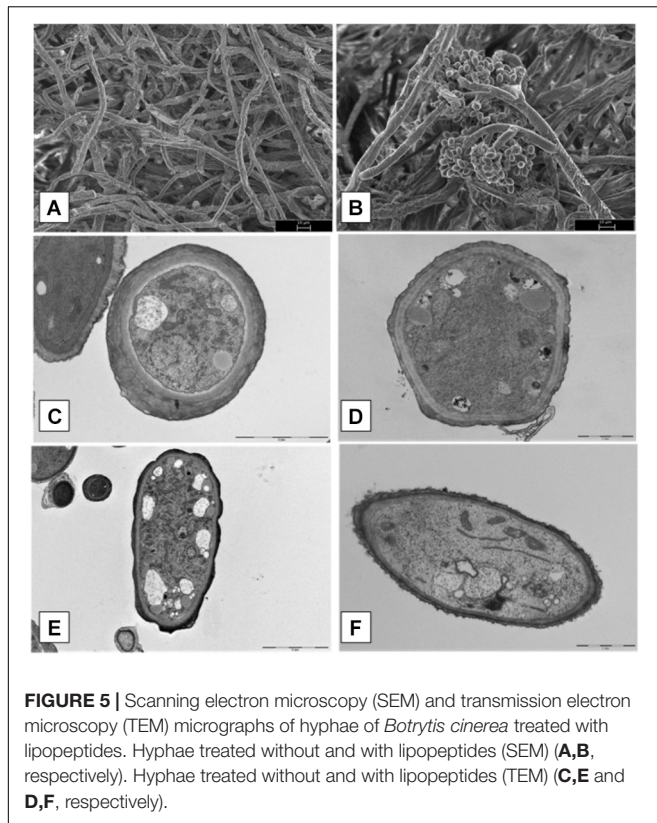 A
B
C
D
E
F
FIGURE 5 | Scanning electron microscopy (SEM) and transmission electron
microscopy (TEM) micrographs of hyphae of Botrytis cinerea treated with
lipopeptides. Hyphae treated without and with lipopeptides (SEM) (A,B,
respectively). Hyphae treated without and with lipopeptides (TEM) (C,E and
D,F, respectively).